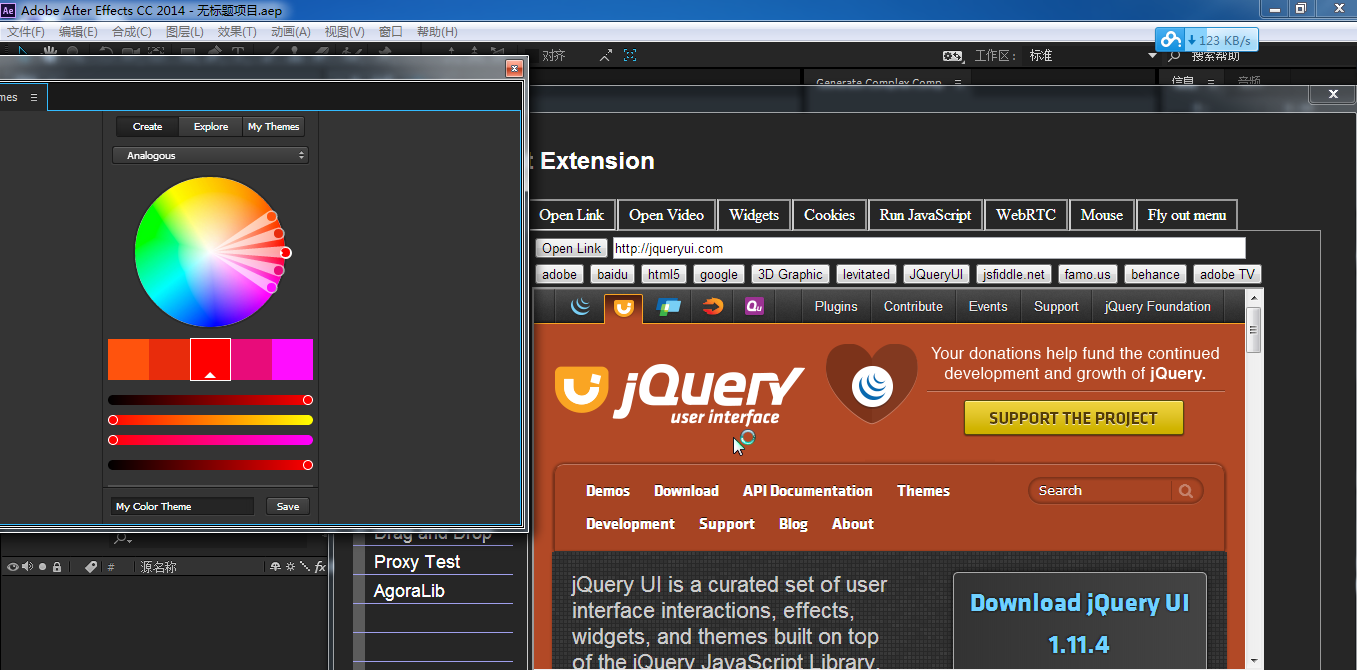 Ae Adobe After Effects CC 2014 - 无标题项目.aep
文件(F) 编辑(E) 合成(C) 图层(L) 效果(T) 动画(A) 视图(V) 窗口 帮助(H)
123 KB/s
对齐 工作区： 标准 搜索帮助
Generate Complex Comp 信息 音频
mes
Create Explore My Themes
Analogous
My Color Theme Save
t Extension
Open Link Open Video Widgets Cookies Run JavaScript WebRTC Mouse Fly out menu
Open Link http://jqueryui.com
adobe baidu html5 google 3D Graphic levitated JQueryUI jsfiddle.net famo.us behance adobe TV
Qu Plugins Contribute Events Support jQuery Foundation
jQuery
user interface
Your donations help fund the continued
development and growth of jQuery.
SUPPORT THE PROJECT
Demos Download API Documentation Themes Search
Development Support Blog About
Drag and Drop
Proxy Test
AgoraLib
# 源名称 fx
jQuery UI is a curated set of user
interface interactions, effects,
widgets, and themes built on top
of the jQuery JavaScript Library.
Download jQuery UI
1.11.4